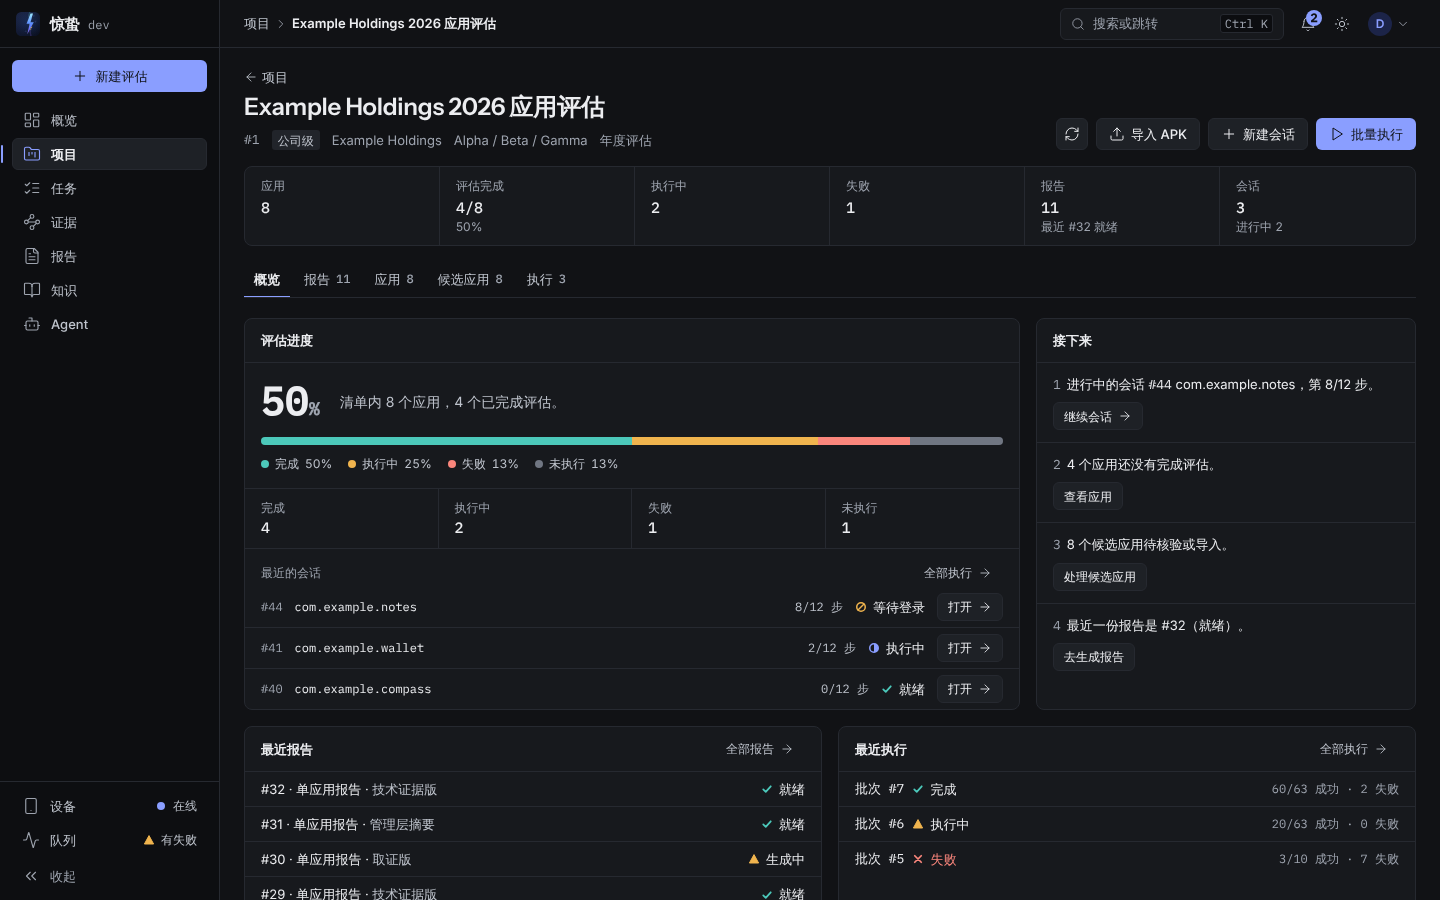 惊蛰 dev
项目 > Example Holdings 2026 应用评估
搜索或跳转 Ctrl K
2
D
新建评估
概览
项目
任务
证据
报告
知识
Agent
设备 在线
队列 有失败
收起
← 项目
Example Holdings 2026 应用评估
#1 公司级 Example Holdings Alpha / Beta / Gamma 年度评估
导入 APK
新建会话
批量执行
应用
8
评估完成
4/8
50%
执行中
2
失败
1
报告
11
最近 #32 就绪
会话
3
进行中 2
概览 报告 11 应用 8 候选应用 8 执行 3
评估进度
50% 清单内 8 个应用，4 个已完成评估。
完成 50% 执行中 25% 失败 13% 未执行 13%
完成
4
执行中
2
失败
1
未执行
1
最近的会话 全部执行 →
#44 com.example.notes 8/12 步 等待登录 打开 →
#41 com.example.wallet 2/12 步 执行中 打开 →
#40 com.example.compass 0/12 步 就绪 打开 →
接下来
1 进行中的会话 #44 com.example.notes，第 8/12 步。
继续会话 →
2 4 个应用还没有完成评估。
查看应用
3 8 个候选应用待核验或导入。
处理候选应用
4 最近一份报告是 #32（就绪）。
去生成报告
最近报告 全部报告 →
#32 · 单应用报告 · 技术证据版 就绪
#31 · 单应用报告 · 管理层摘要 就绪
#30 · 单应用报告 · 取证版 生成中
#29 · 单应用报告 · 技术证据版 就绪
最近执行 全部执行 →
批次 #7 完成 60/63 成功 · 2 失败
批次 #6 执行中 20/63 成功 · 0 失败
批次 #5 失败 3/10 成功 · 7 失败